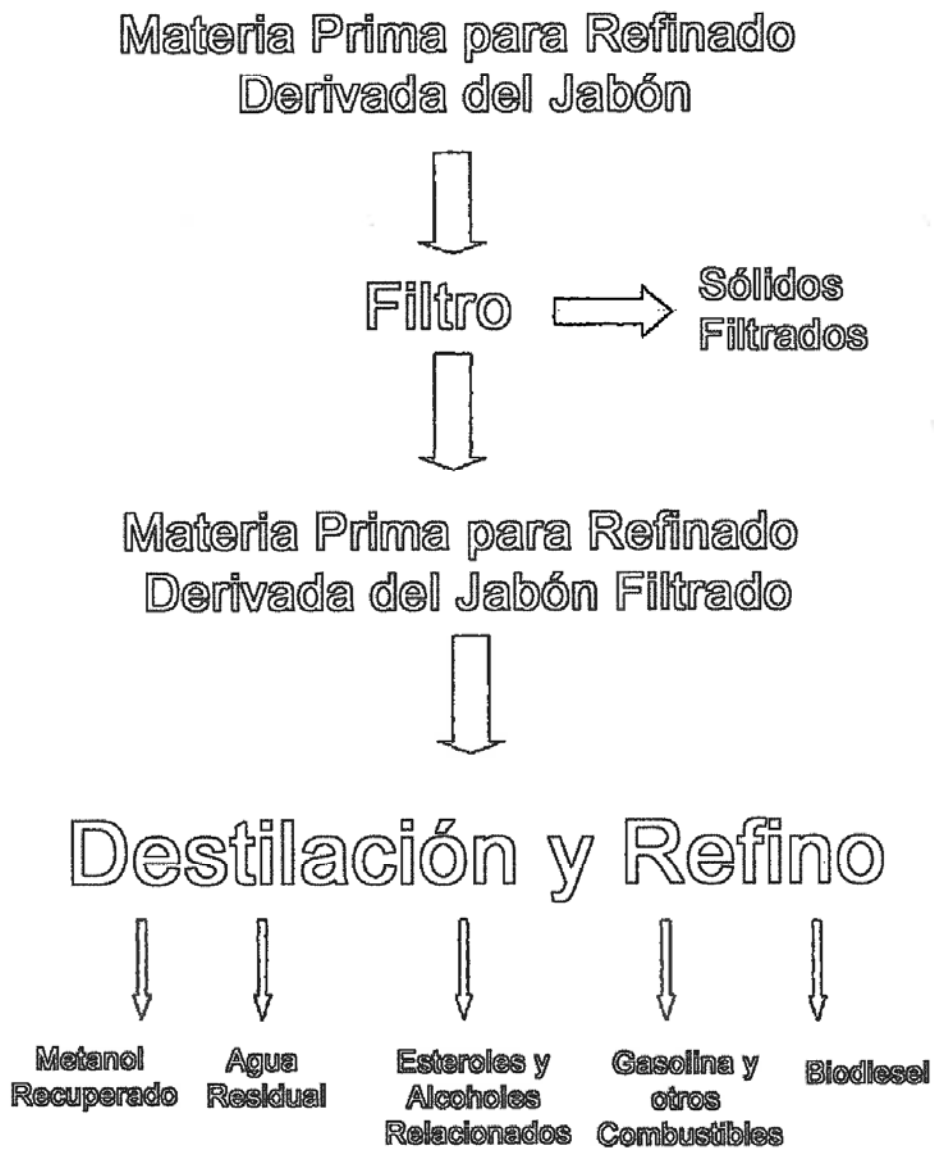 Materia Prima para Refinado
Derivada del Jabón
Filtro
Sólidos
Filtrados
Materia Prima para Refinado
Derivada del Jabón Filtrado
Destilación y Refino
Metanol
Recuperado
Agua
Residual
Esteroles y
Alcoholes
Relacionados
Gasolina y
otros
Combustibles
Biodiesel